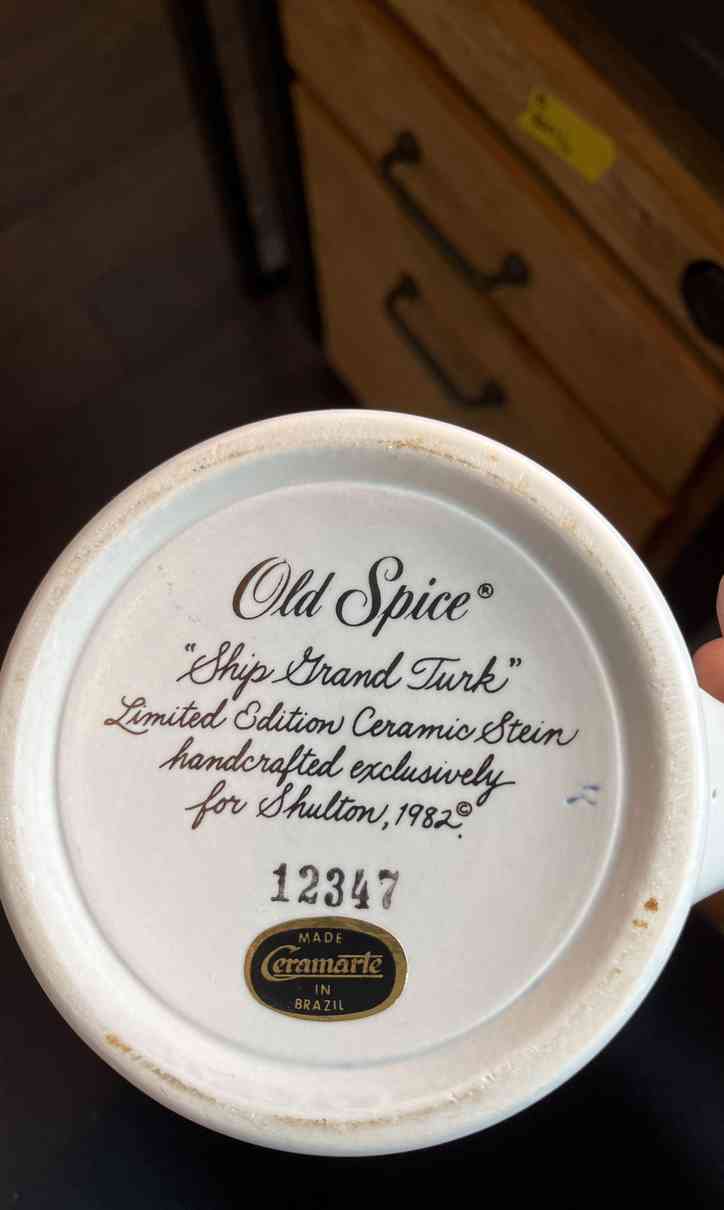 Old Spice®
"Ship Grand Turk"
Limited Edition Ceramic Stein
handcrafted exclusively
for Shulton, 1982©.
12347
MADE
Ceramarte
IN
BRAZIL